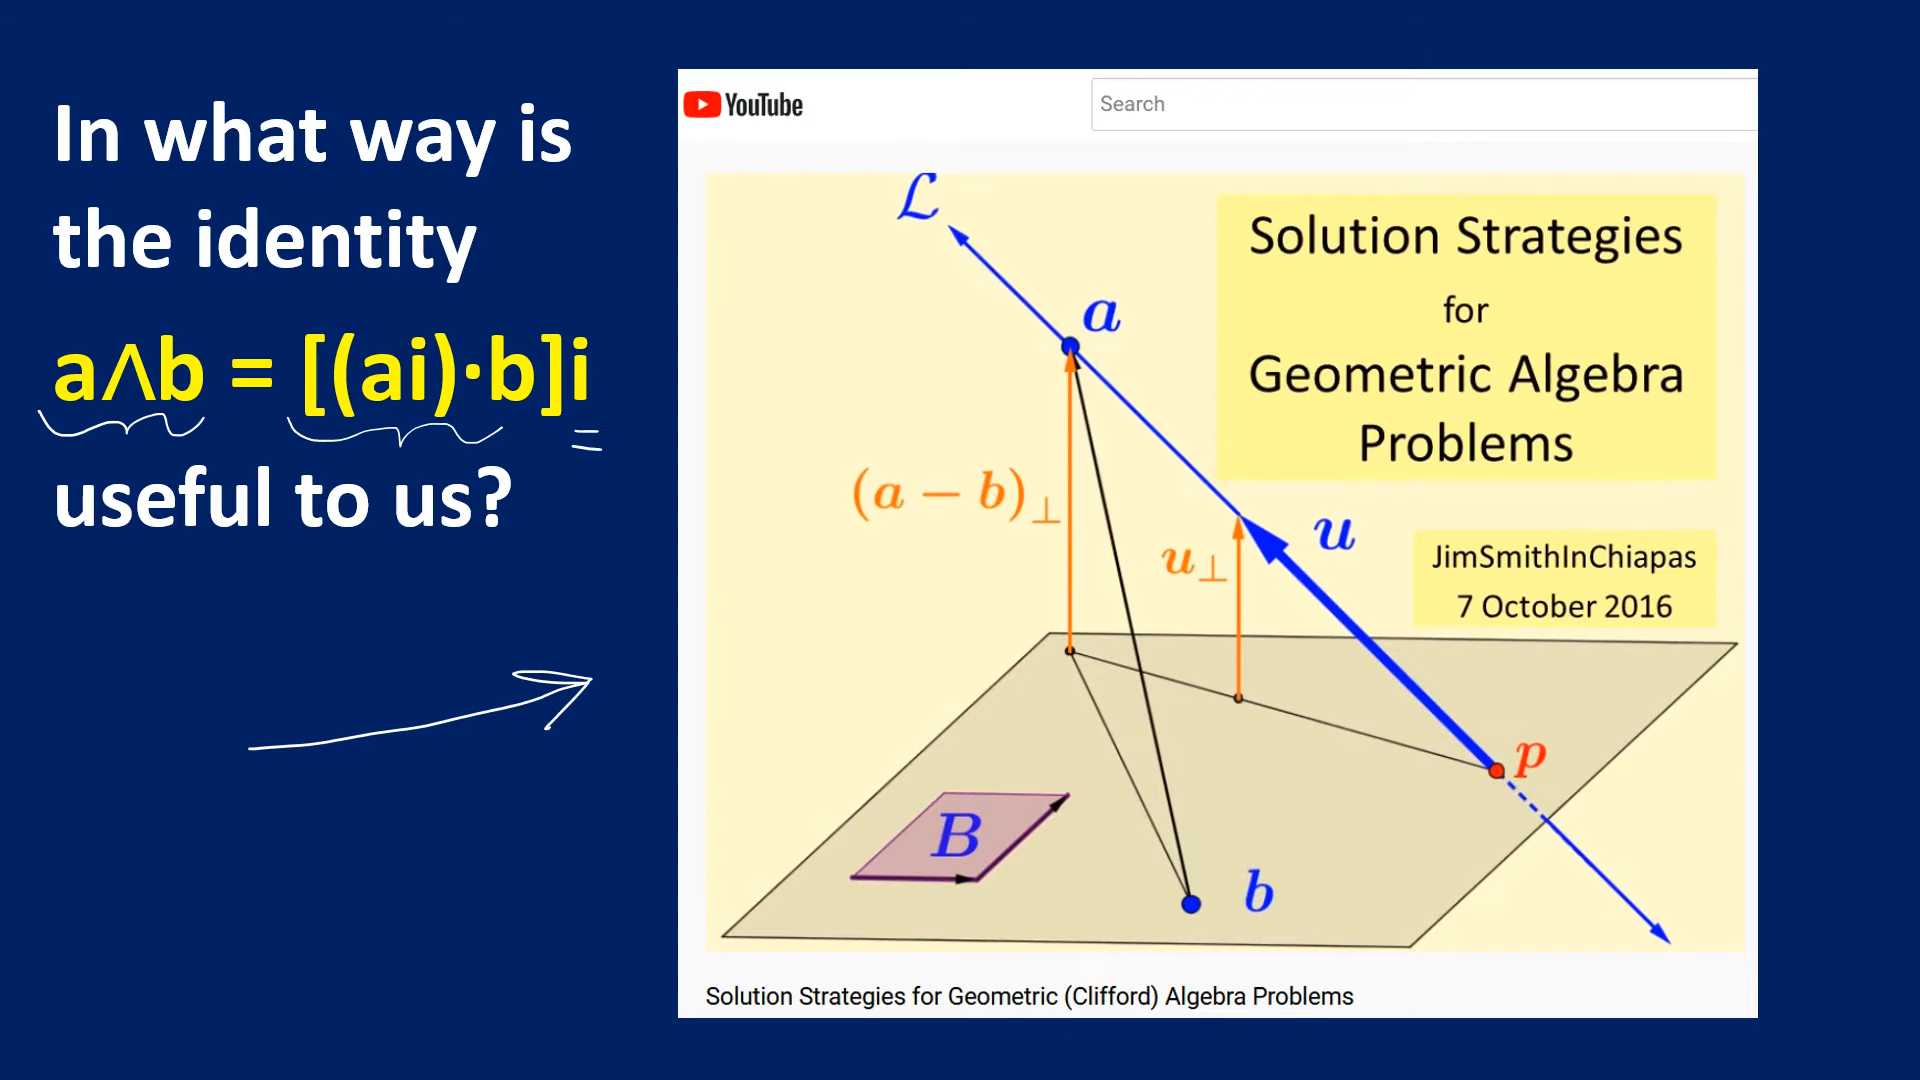 In what way is
the identity
a∧b = [(ai)·b]i
useful to us?
YouTube
Search
ℒ
a
Solution Strategies
for
Geometric Algebra
Problems
(a − b)⊥
u
u⊥
JimSmithInChiapas
7 October 2016
p
B
b
Solution Strategies for Geometric (Clifford) Algebra Problems